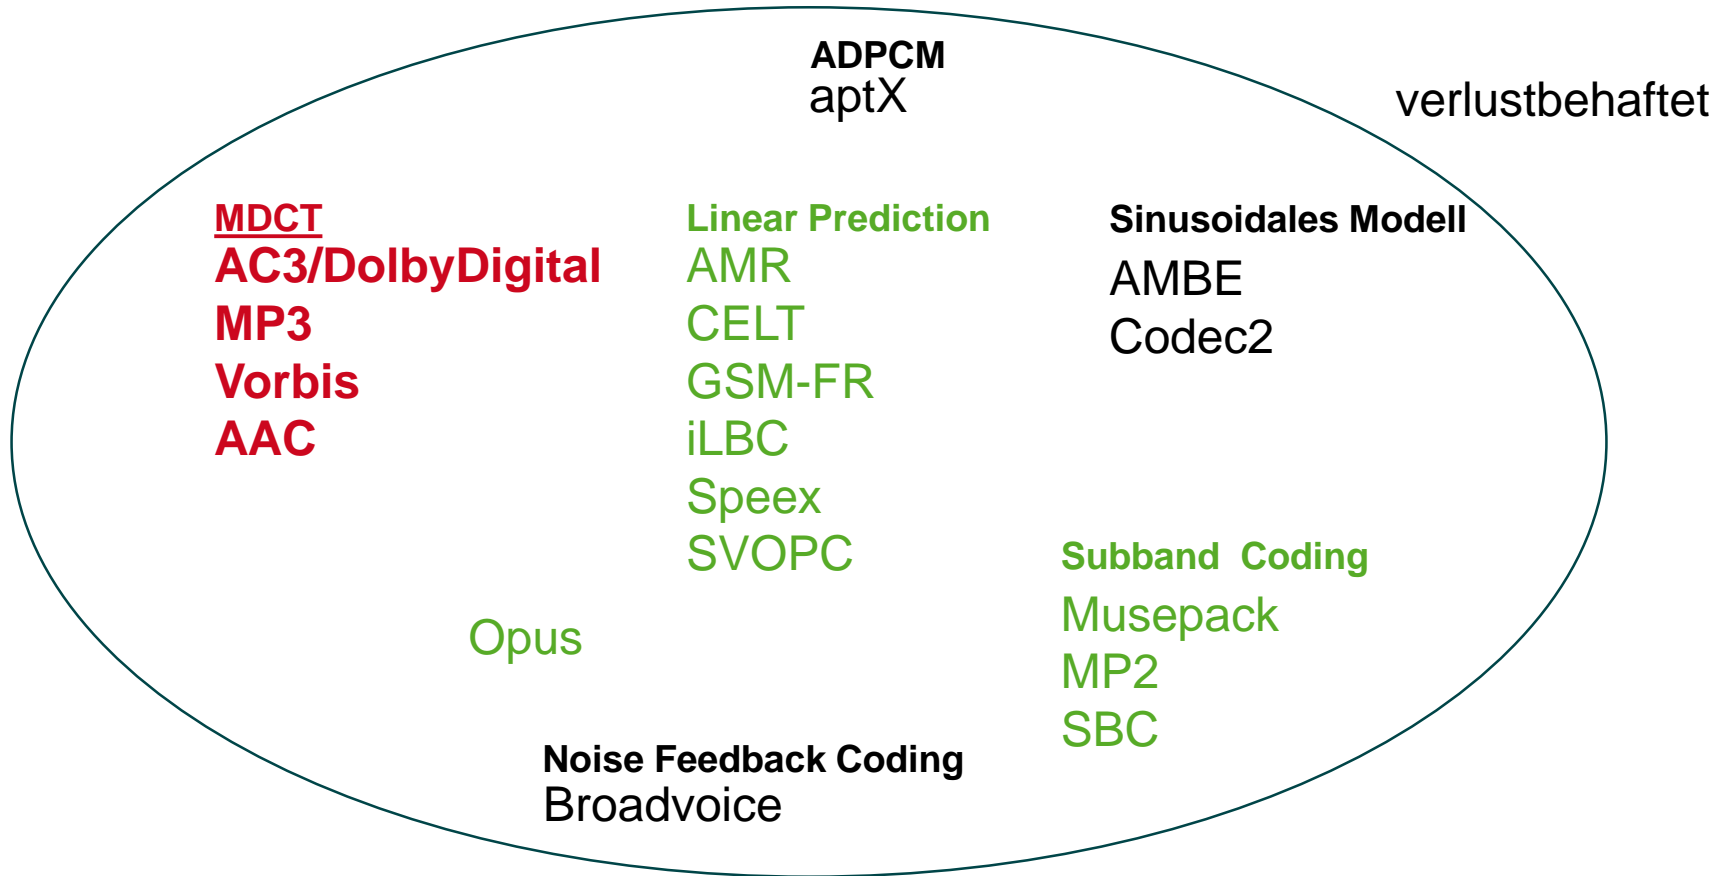 ADPCM
aptX
verlustbehaftet
MDCT
AC3/DolbyDigital
MP3
Vorbis
AAC
Linear Prediction
AMR
CELT
GSM-FR
iLBC
Speex
SVOPC
Sinusoidales Modell
AMBE
Codec2
Opus
Subband Coding
Musepack
MP2
SBC
Noise Feedback Coding
Broadvoice